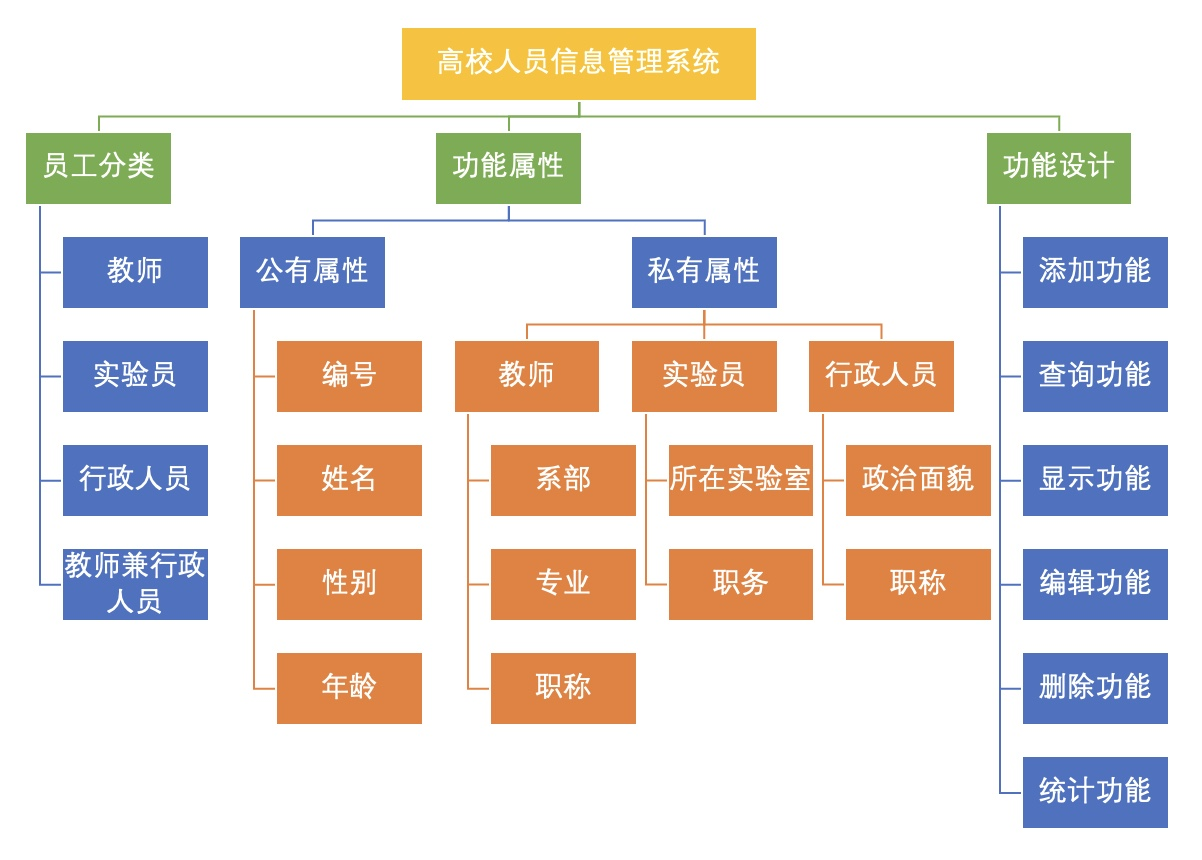 高校人员信息管理系统
员工分类
功能属性
功能设计
教师
公有属性
私有属性
添加功能
实验员
编号
教师
实验员
行政人员
查询功能
行政人员
姓名
系部
所在实验室
政治面貌
显示功能
教师兼行政
人员
性别
专业
职务
职称
编辑功能
年龄
职称
删除功能
统计功能